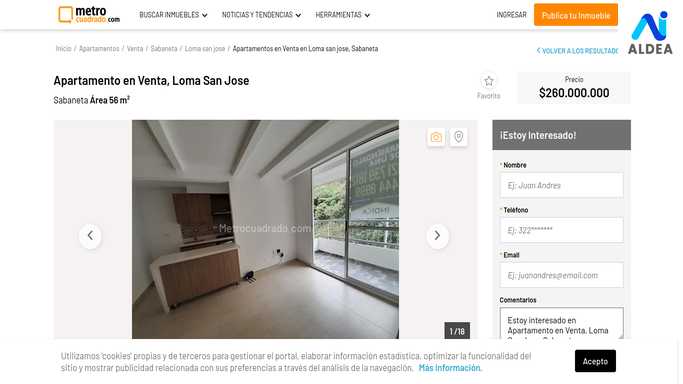 metro
cuadrado.com
BUSCAR INMUEBLES
NOTICIAS Y TENDENCIAS
HERRAMIENTAS
INGRESAR
Publica tu Inmueble
ALDEA
Inicio / Apartamentos / Venta / Sabaneta / Loma san jose / Apartamentos en Venta en Loma san jose, Sabaneta
VOLVER A LOS RESULTADO
Apartamento en Venta, Loma San Jose
Sabaneta Área 56 m²
Favorito
Precio
$260.000.000
¡Estoy Interesado!
* Nombre
Ej: Juan Andres
* Teléfono
Ej: 322*******
* Email
Ej: juanandres@email.com
Comentarios
Estoy interesado en
Apartamento en Venta, Loma
Metrocuadrado.com
1 / 18
Utilizamos 'cookies' propias y de terceros para gestionar el portal, elaborar información estadística, optimizar la funcionalidad del
sitio y mostrar publicidad relacionada con sus preferencias a través del análisis de la navegación. Más Información.
Acepto